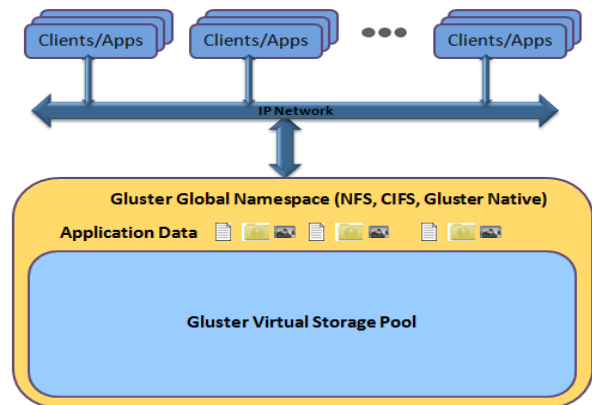 Clients/Apps Clients/Apps Clients/Apps
IP Network
Gluster Global Namespace (NFS, CIFS, Gluster Native)
Application Data
Gluster Virtual Storage Pool